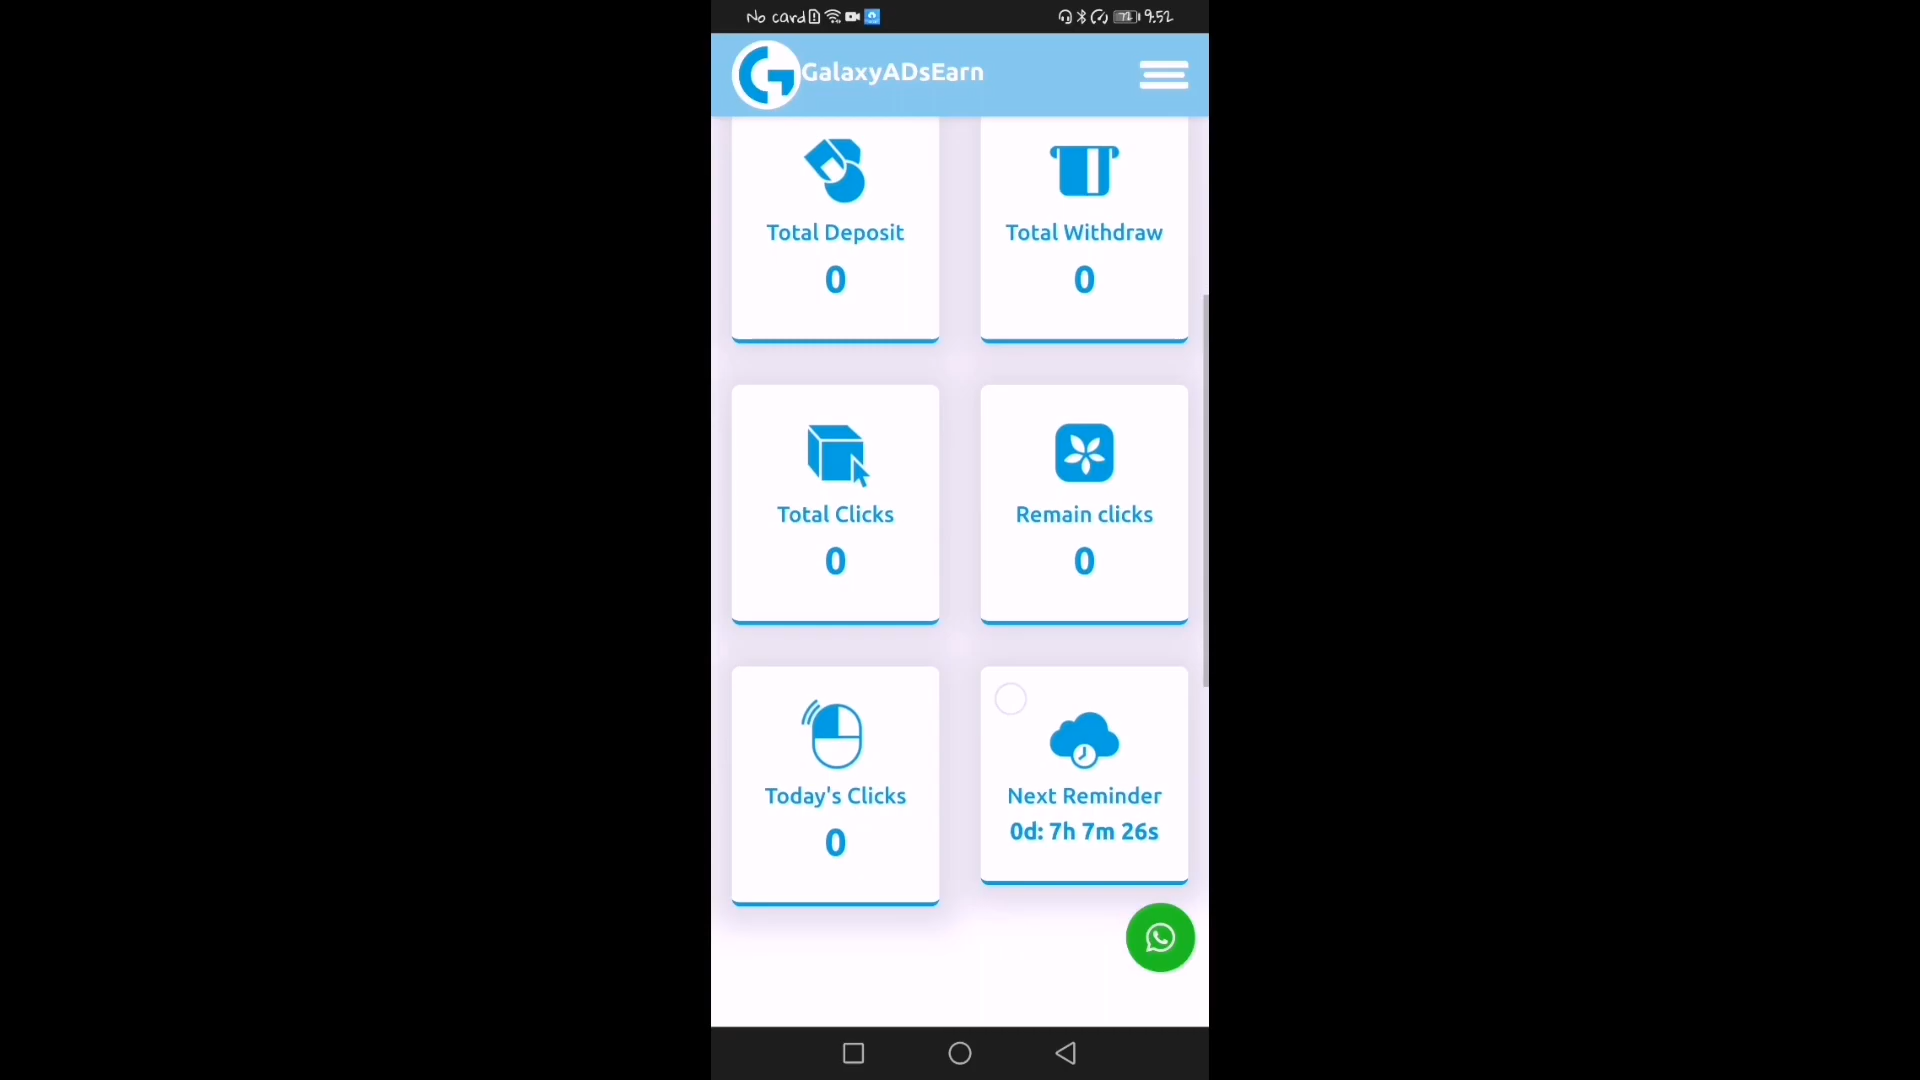 No card 72 9:52
GalaxyADsEarn
Total Deposit
0
Total Withdraw
0
Total Clicks
0
Remain clicks
0
Today's Clicks
0
Next Reminder
0d: 7h 7m 26s